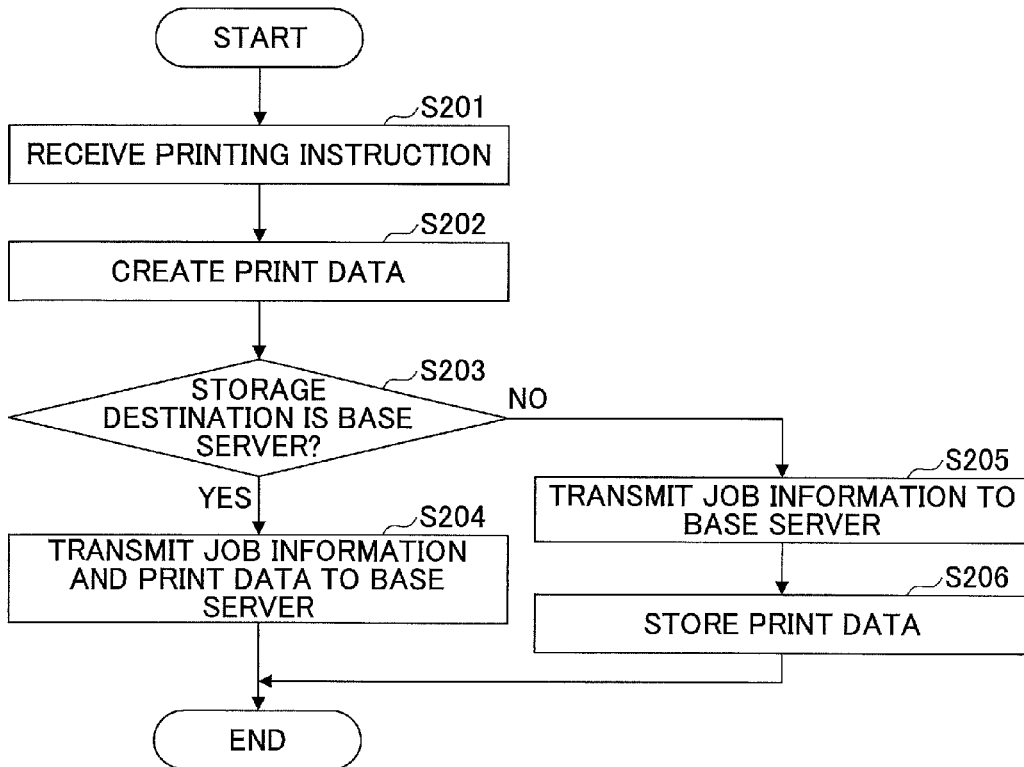 START
S201
RECEIVE PRINTING INSTRUCTION
S202
CREATE PRINT DATA
S203
STORAGE
DESTINATION IS BASE
SERVER?
NO
YES
S204
TRANSMIT JOB INFORMATION
AND PRINT DATA TO BASE
SERVER
S205
TRANSMIT JOB INFORMATION TO
BASE SERVER
S206
STORE PRINT DATA
END